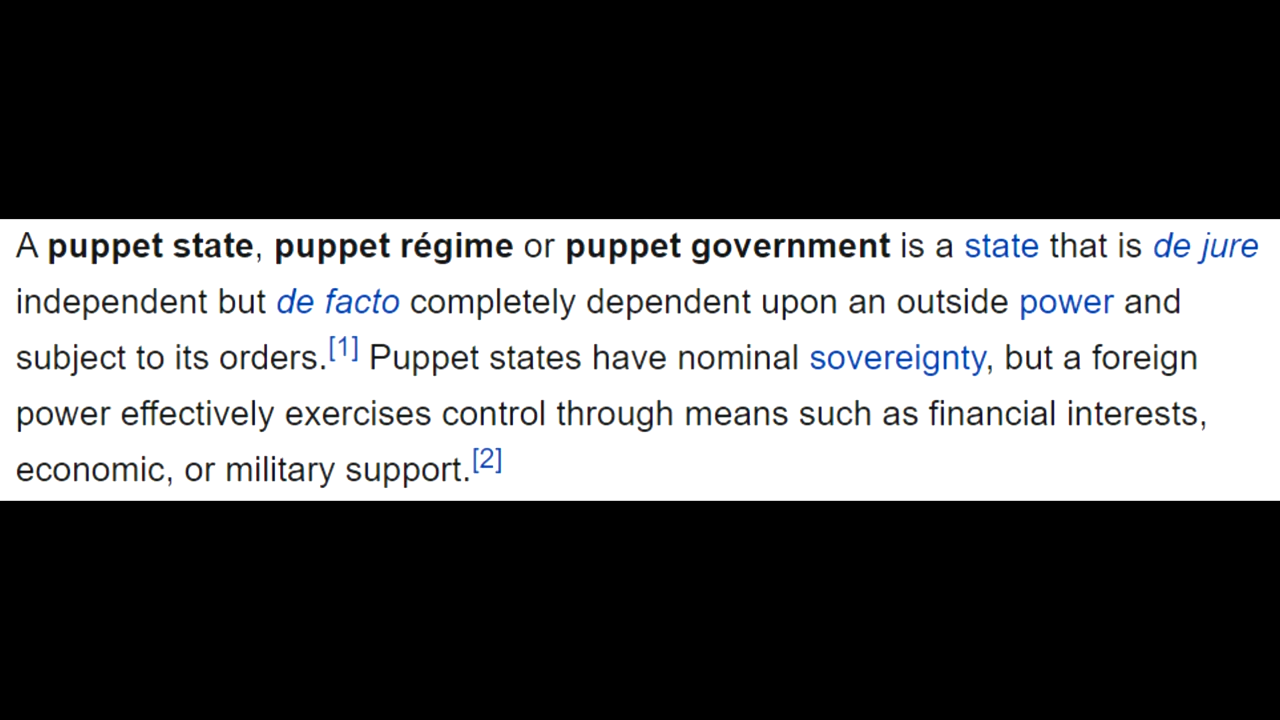 A puppet state, puppet régime or puppet government is a state that is de jure
independent but de facto completely dependent upon an outside power and
subject to its orders.[1] Puppet states have nominal sovereignty, but a foreign
power effectively exercises control through means such as financial interests,
economic, or military support.[2]